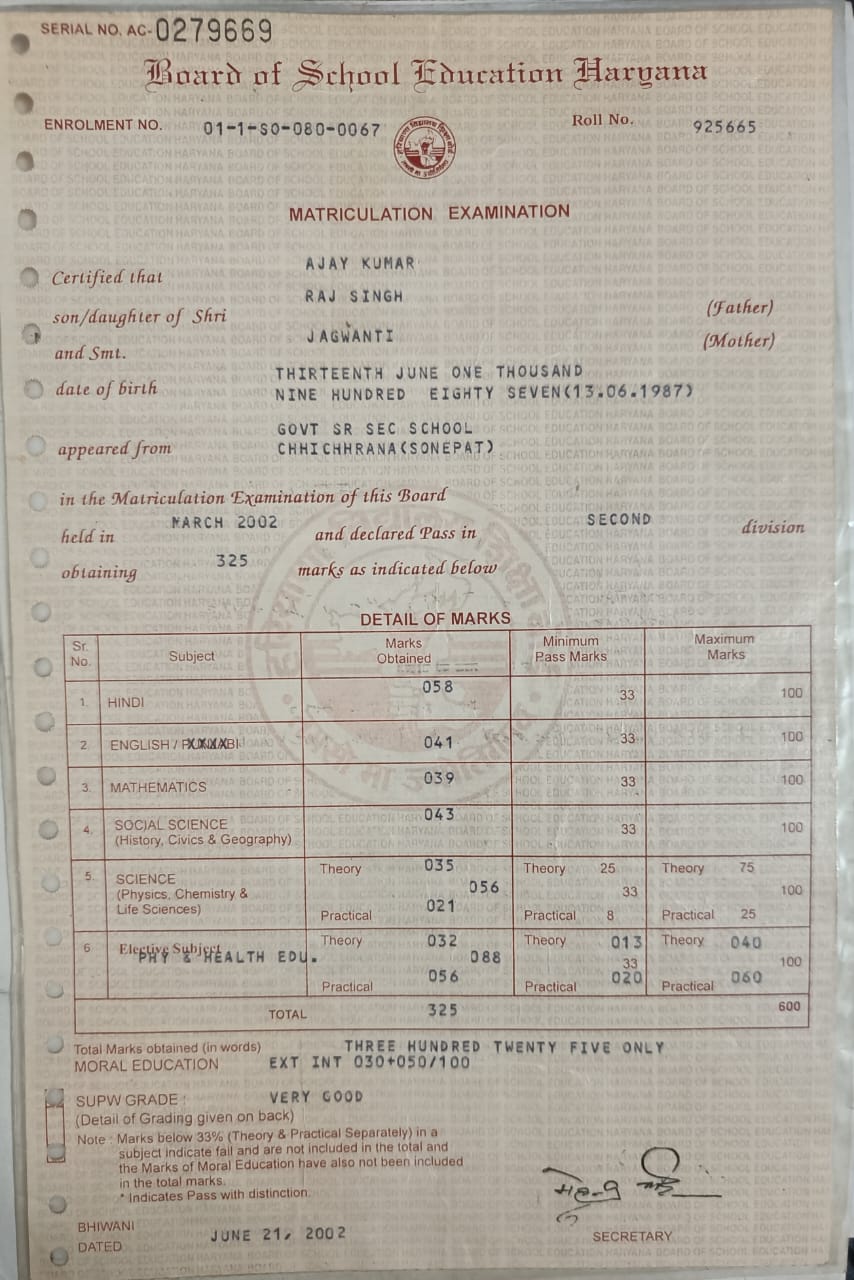 SERIAL NO. AC-0279669
Board of School Education Haryana
ENROLMENT NO. 01-1-S0-080-0067 Roll No. 925665
MATRICULATION EXAMINATION
Certified that AJAY KUMAR
son/daughter of Shri RAJ SINGH (Father)
and Smt. JAGWANTI (Mother)
date of birth THIRTEENTH JUNE ONE THOUSAND
NINE HUNDRED EIGHTY SEVEN(13.06.1987)
appeared from GOVT SR SEC SCHOOL
CHHICHHRANA(SONEPAT)
in the Matriculation Examination of this Board
held in MARCH 2002 and declared Pass in SECOND division
obtaining 325 marks as indicated below
DETAIL OF MARKS
Sr. No. Subject Marks Obtained Minimum Pass Marks Maximum Marks
1. HINDI 058 33 100
2. ENGLISH / 041 33 100
3. MATHEMATICS 039 33 100
4. SOCIAL SCIENCE 043 33 100
(History, Civics & Geography)
5. SCIENCE Theory 035 Theory 25 Theory 75
(Physics, Chemistry & 056 33 100
Life Sciences) Practical 021 Practical 8 Practical 25
6. Elective Subject Theory 032 Theory 013 Theory 040
PHY & HEALTH EDU. 088 33 100
Practical 056 Practical 020 Practical 060
TOTAL 325 600
Total Marks obtained (in words) THREE HUNDRED TWENTY FIVE ONLY
MORAL EDUCATION EXT INT 030+050/100
SUPW GRADE : VERY GOOD
(Detail of Grading given on back)
Note : Marks below 33% (Theory & Practical Separately) in a
subject indicate fail and are not included in the total and
the Marks of Moral Education have also not been included
in the total marks.
* Indicates Pass with distinction.
BHIWANI
DATED JUNE 21, 2002 SECRETARY